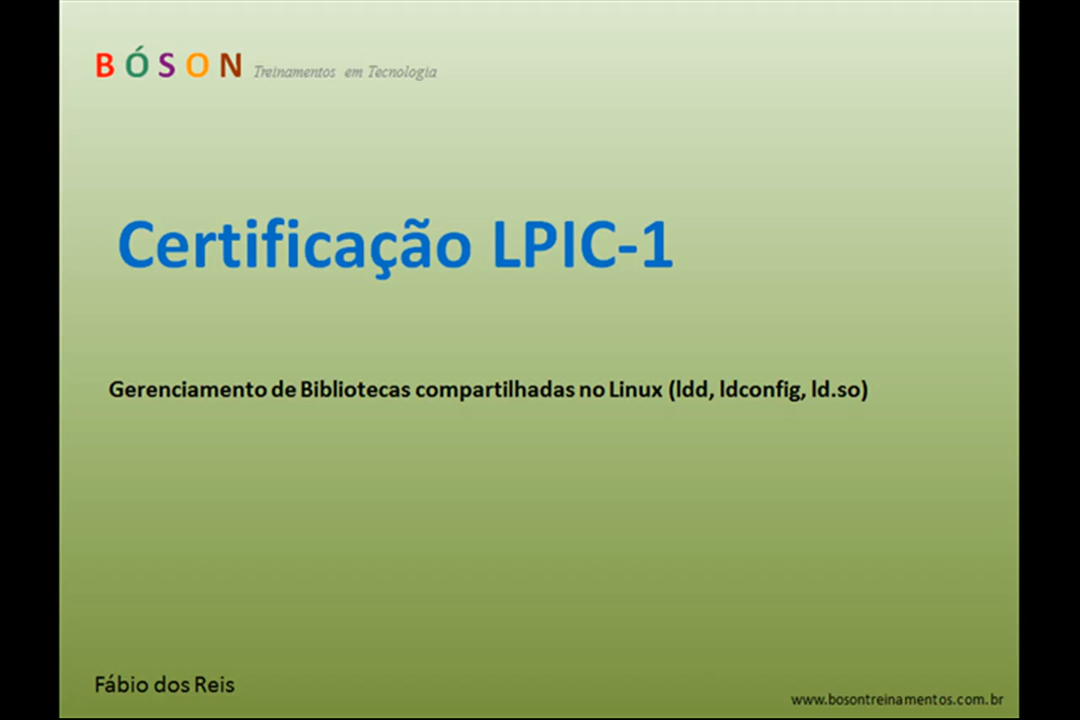 BÓSON Treinamentos em Tecnologia
Certificação LPIC-1
Gerenciamento de Bibliotecas compartilhadas no Linux (ldd, ldconfig, ld.so)
Fábio dos Reis
www.bosontreinamentos.com.br